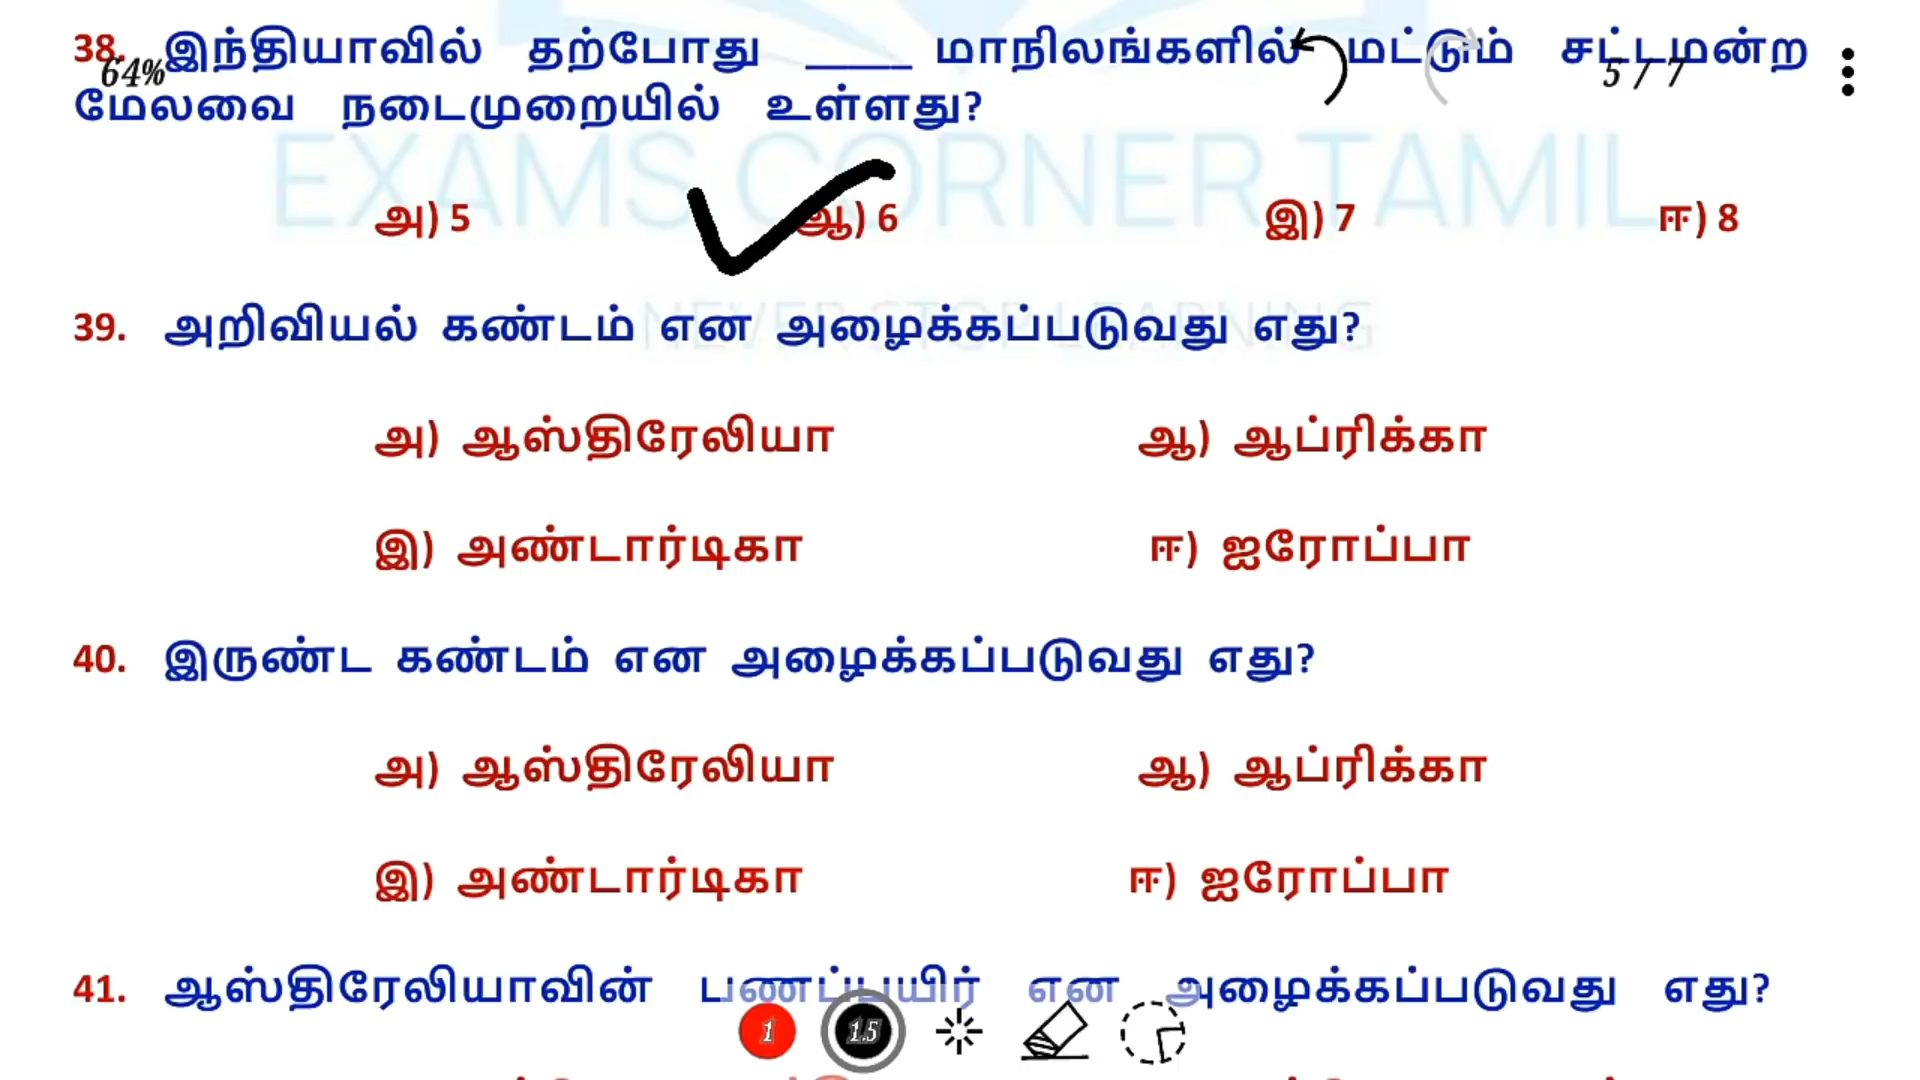 38. இந்தியாவில் தற்போது _____ மாநிலங்களில் மட்டும் சட்டமன்ற
64% 5 / 7
மேலவை நடைமுறையில் உள்ளது?
EXAMS CORNER TAMIL
அ) 5 ஆ) 6 இ) 7 ஈ) 8
NEVER STOP LEARNING
39. அறிவியல் கண்டம் என அழைக்கப்படுவது எது?
அ) ஆஸ்திரேலியா ஆ) ஆப்ரிக்கா
இ) அண்டார்டிகா ஈ) ஐரோப்பா
40. இருண்ட கண்டம் என அழைக்கப்படுவது எது?
அ) ஆஸ்திரேலியா ஆ) ஆப்ரிக்கா
இ) அண்டார்டிகா ஈ) ஐரோப்பா
41. ஆஸ்திரேலியாவின் பணப்பயிர் என அழைக்கப்படுவது எது?
1 1.5